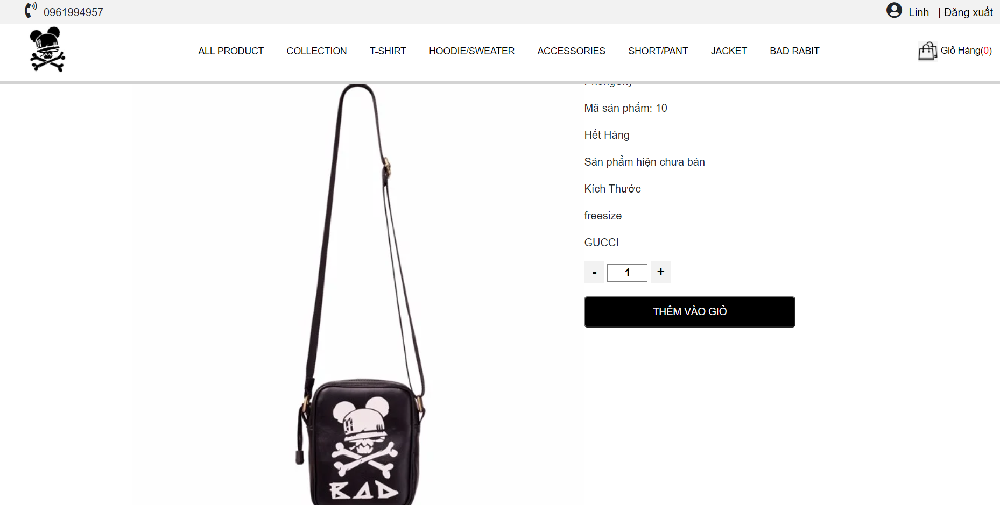 0961994957
Linh | Đăng xuất
ALL PRODUCT COLLECTION T-SHIRT HOODIE/SWEATER ACCESSORIES SHORT/PANT JACKET BAD RABIT
Giỏ Hàng(0)
Mã sản phẩm: 10
Hết Hàng
Sản phẩm hiện chưa bán
Kích Thước
freesize
GUCCI
- 1 +
THÊM VÀO GIỎ
BAD